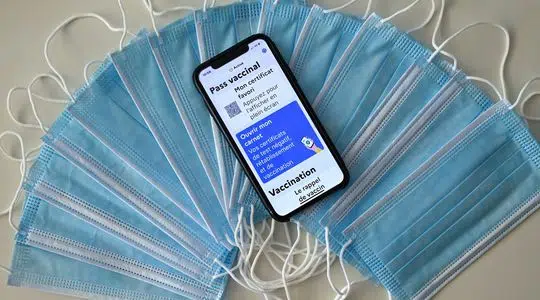 Pass vaccinal
Mon certificat
favori
Appuyez pour
l'afficher en
plein écran
Ouvrir mon
carnet
Vos certificats
de test négatif,
rétablissement
et de
vaccination
Vaccination
Le rappel
de vaccin